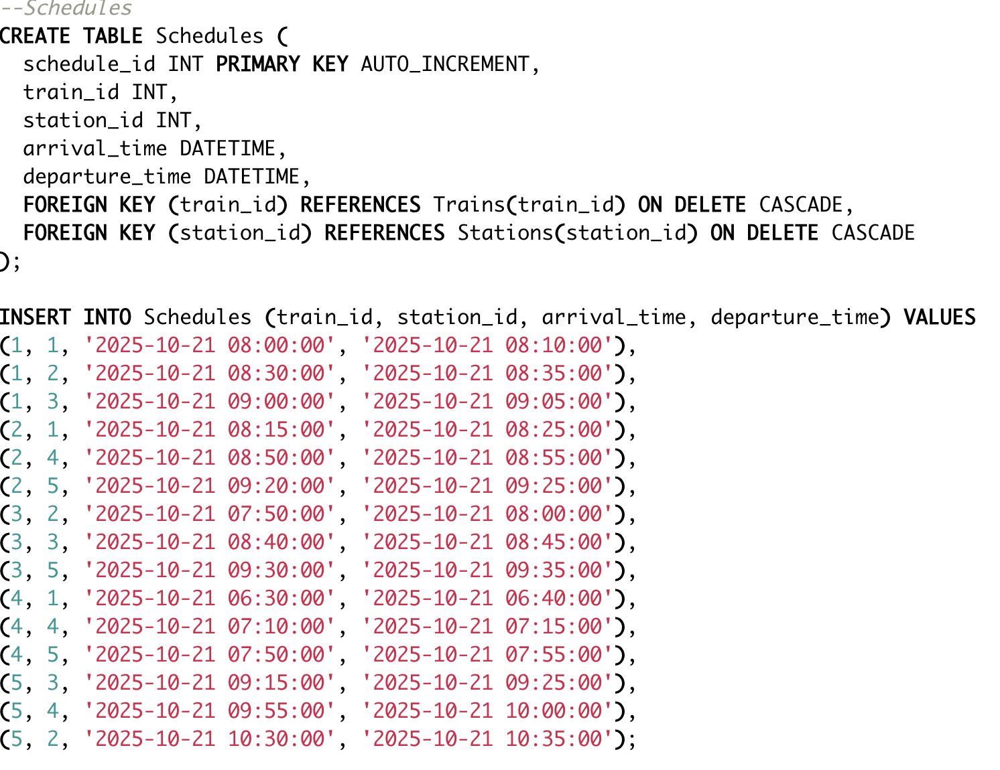 --Schedules
CREATE TABLE Schedules (
  schedule_id INT PRIMARY KEY AUTO_INCREMENT,
  train_id INT,
  station_id INT,
  arrival_time DATETIME,
  departure_time DATETIME,
  FOREIGN KEY (train_id) REFERENCES Trains(train_id) ON DELETE CASCADE,
  FOREIGN KEY (station_id) REFERENCES Stations(station_id) ON DELETE CASCADE
);

INSERT INTO Schedules (train_id, station_id, arrival_time, departure_time) VALUES
(1, 1, '2025-10-21 08:00:00', '2025-10-21 08:10:00'),
(1, 2, '2025-10-21 08:30:00', '2025-10-21 08:35:00'),
(1, 3, '2025-10-21 09:00:00', '2025-10-21 09:05:00'),
(2, 1, '2025-10-21 08:15:00', '2025-10-21 08:25:00'),
(2, 4, '2025-10-21 08:50:00', '2025-10-21 08:55:00'),
(2, 5, '2025-10-21 09:20:00', '2025-10-21 09:25:00'),
(3, 2, '2025-10-21 07:50:00', '2025-10-21 08:00:00'),
(3, 3, '2025-10-21 08:40:00', '2025-10-21 08:45:00'),
(3, 5, '2025-10-21 09:30:00', '2025-10-21 09:35:00'),
(4, 1, '2025-10-21 06:30:00', '2025-10-21 06:40:00'),
(4, 4, '2025-10-21 07:10:00', '2025-10-21 07:15:00'),
(4, 5, '2025-10-21 07:50:00', '2025-10-21 07:55:00'),
(5, 3, '2025-10-21 09:15:00', '2025-10-21 09:25:00'),
(5, 4, '2025-10-21 09:55:00', '2025-10-21 10:00:00'),
(5, 2, '2025-10-21 10:30:00', '2025-10-21 10:35:00');